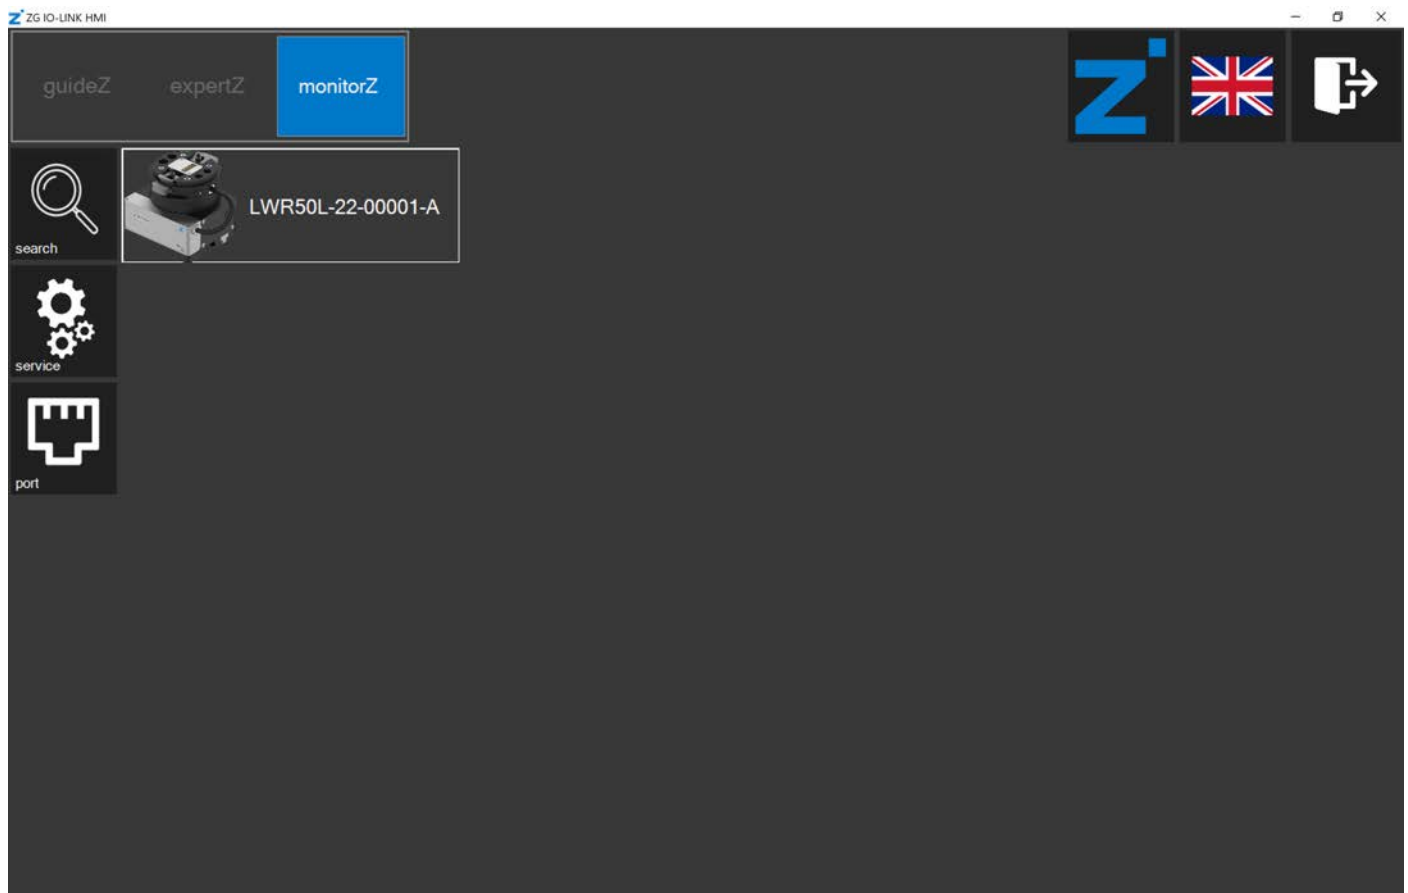 ZG IO-LINK HMI
guideZ
expertZ
monitorZ
search
LWR50L-22-00001-A
service
port